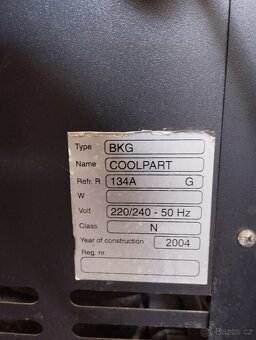 Type BKG
Name COOLPART
Refr. R 134A G
W
Volt 220/240 - 50 Hz
Class N
Year of construction 2004
Reg. nr.
Bazos.cz